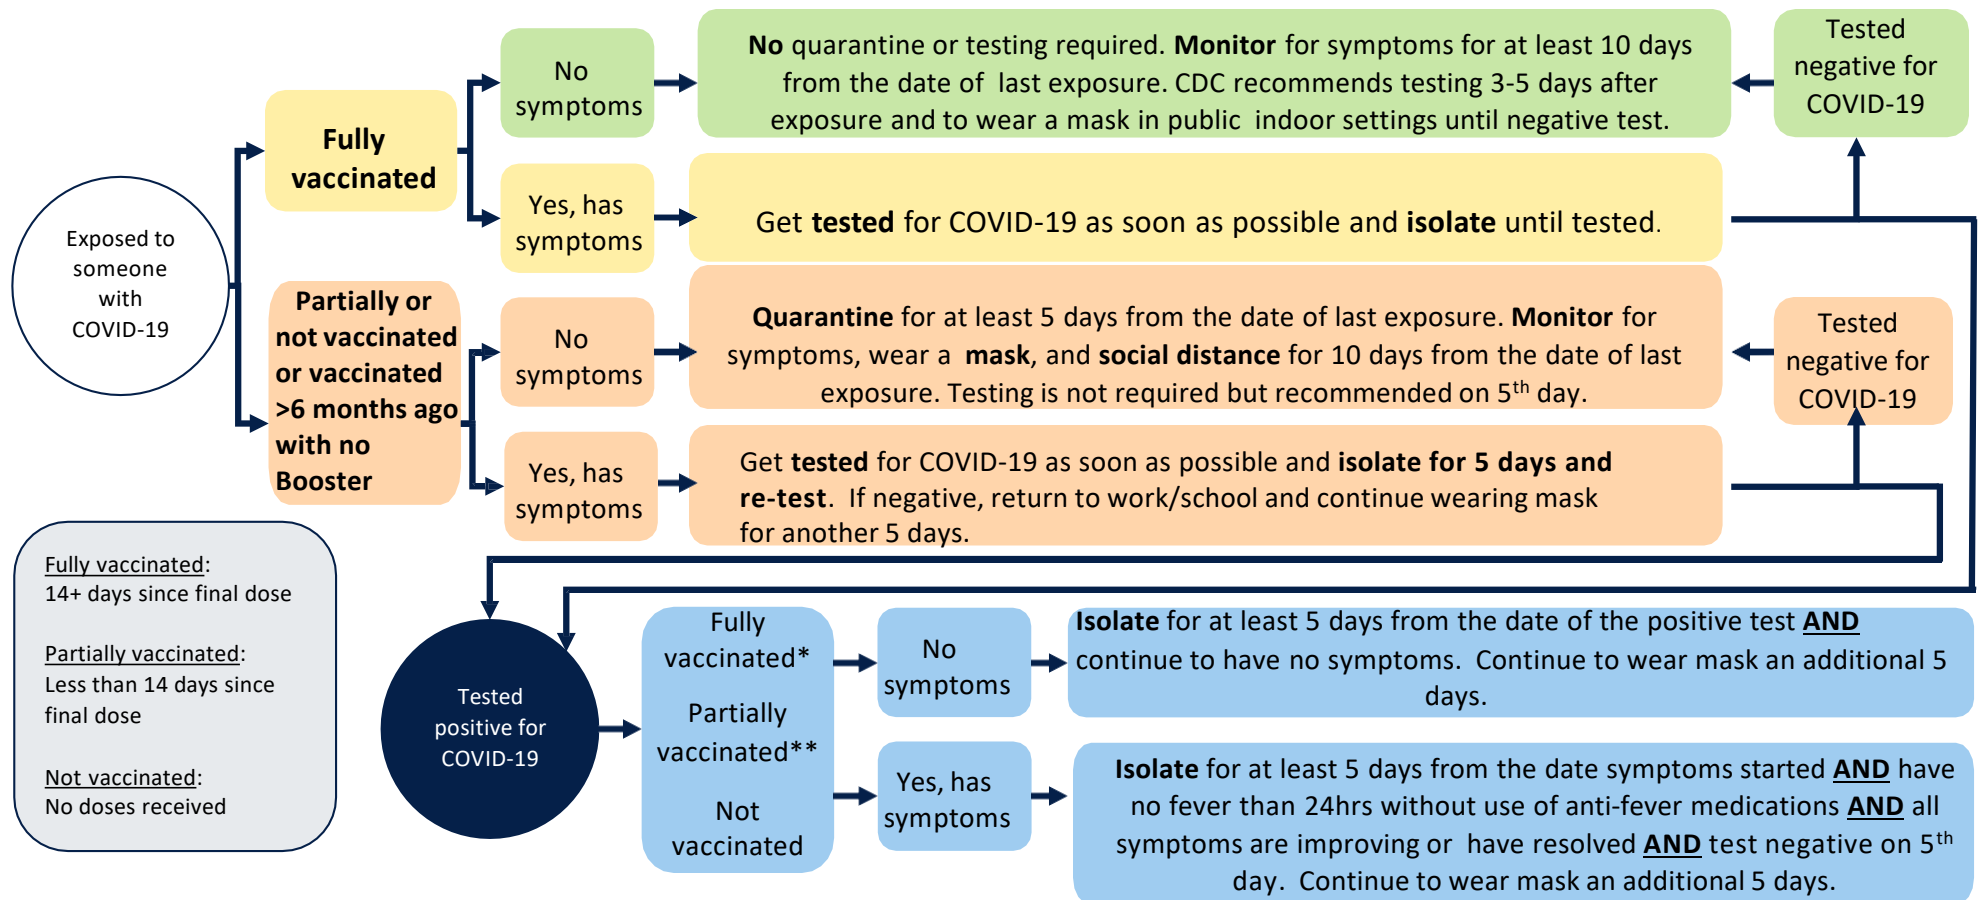 Exposed to
someone
with
COVID-19
Fully
vaccinated
No
symptoms
No quarantine or testing required. Monitor for symptoms for at least 10 days
from the date of last exposure. CDC recommends testing 3-5 days after
exposure and to wear a mask in public indoor settings until negative test.
Tested
negative for
COVID-19
Yes, has
symptoms
Get tested for COVID-19 as soon as possible and isolate until tested.
Partially or
not vaccinated
or vaccinated
>6 months ago
with no
Booster
No
symptoms
Quarantine for at least 5 days from the date of last exposure. Monitor for
symptoms, wear a mask, and social distance for 10 days from the date of last
exposure. Testing is not required but recommended on 5th day.
Tested
negative for
COVID-19
Yes, has
symptoms
Get tested for COVID-19 as soon as possible and isolate for 5 days and
re-test. If negative, return to work/school and continue wearing mask
for another 5 days.
Fully vaccinated:
14+ days since final dose
Partially vaccinated:
Less than 14 days since
final dose
Not vaccinated:
No doses received
Tested
positive for
COVID-19
Fully
vaccinated*
Partially
vaccinated**
Not
vaccinated
No
symptoms
Isolate for at least 5 days from the date of the positive test AND
continue to have no symptoms. Continue to wear mask an additional 5
days.
Yes, has
symptoms
Isolate for at least 5 days from the date symptoms started AND have
no fever than 24hrs without use of anti-fever medications AND all
symptoms are improving or have resolved AND test negative on 5th
day. Continue to wear mask an additional 5 days.